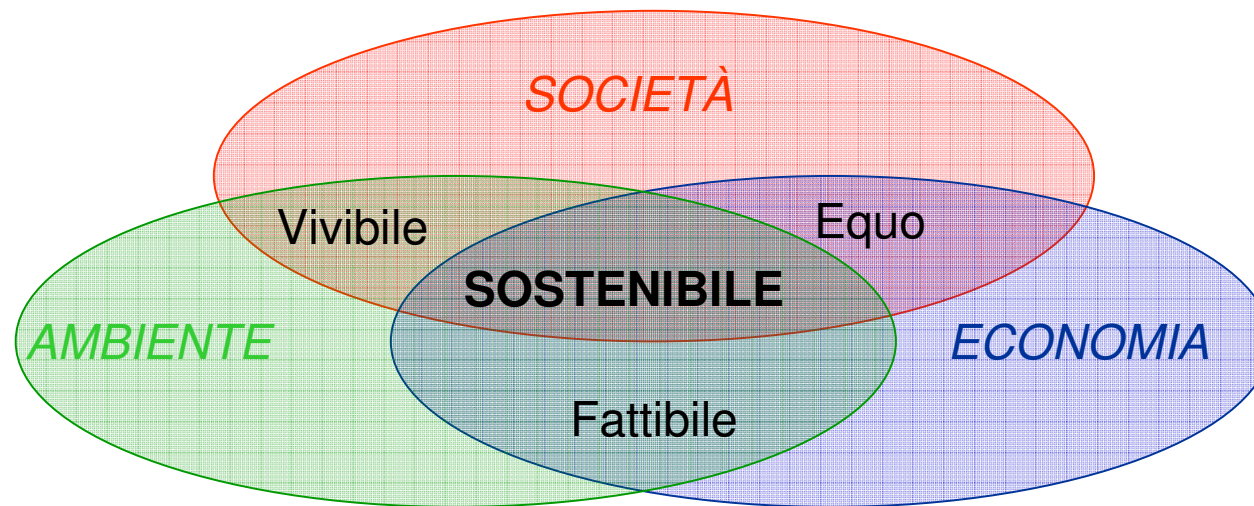 SOCIETÀ
Vivibile
Equo
SOSTENIBILE
AMBIENTE
ECONOMIA
Fattibile